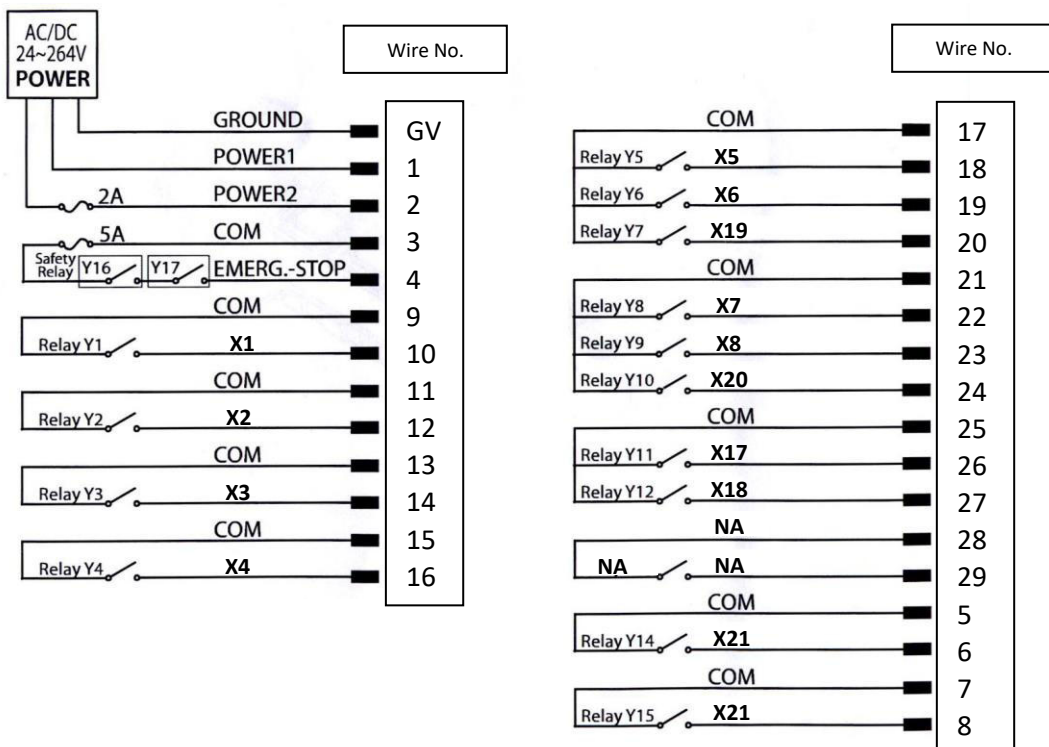 AC/DC
24~264V
POWER
Wire No.
GROUND GV
POWER1 1
2A POWER2 2
5A COM 3
Safety
Relay Y16 Y17 EMERG.-STOP 4
COM 9
Relay Y1 X1 10
COM 11
Relay Y2 X2 12
COM 13
Relay Y3 X3 14
COM 15
Relay Y4 X4 16
Wire No.
COM 17
Relay Y5 X5 18
Relay Y6 X6 19
Relay Y7 X19 20
COM 21
Relay Y8 X7 22
Relay Y9 X8 23
Relay Y10 X20 24
COM 25
Relay Y11 X17 26
Relay Y12 X18 27
NA 28
NA NA 29
COM 5
Relay Y14 X21 6
COM 7
Relay Y15 X21 8